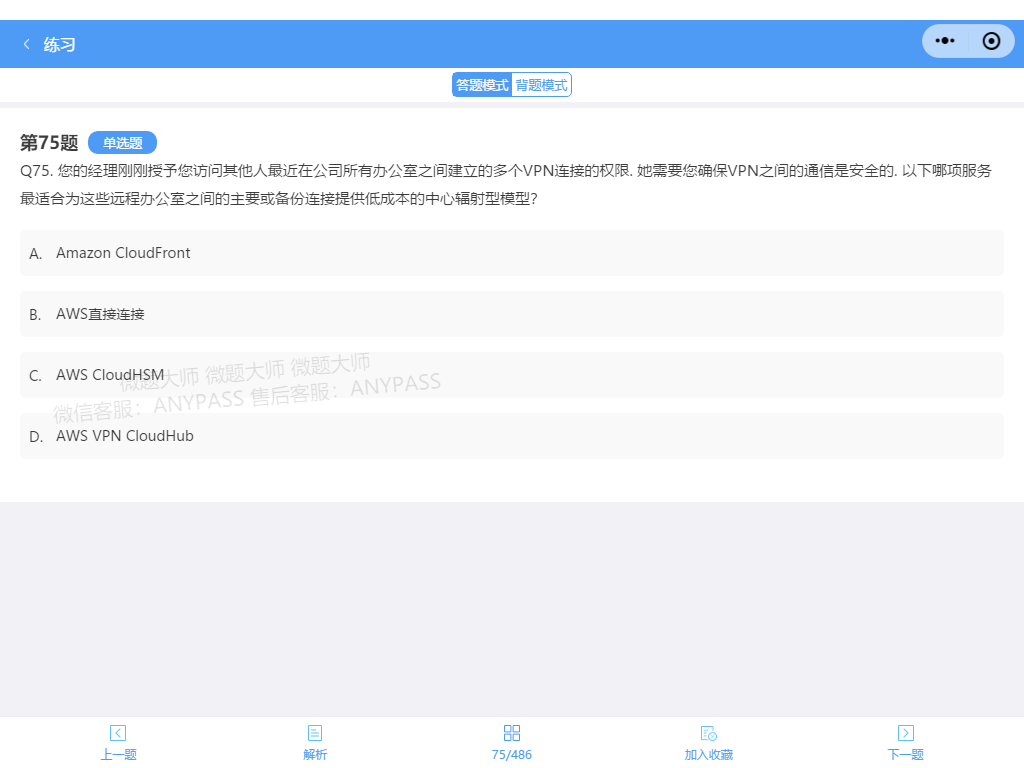 练习
答题模式 背题模式
第75题 单选题
Q75. 您的经理刚刚授予您访问其他人最近在公司所有办公室之间建立的多个VPN连接的权限. 她需要您确保VPN之间的通信是安全的. 以下哪项服务
最适合为这些远程办公室之间的主要或备份连接提供低成本的中心辐射型模型?
A. Amazon CloudFront
B. AWS直接连接
C. AWS CloudHSM
微题大师 微题大师 微题大师
微信客服：ANYPASS 售后客服：ANYPASS
D. AWS VPN CloudHub
上一题 解析 75/486 加入收藏 下一题